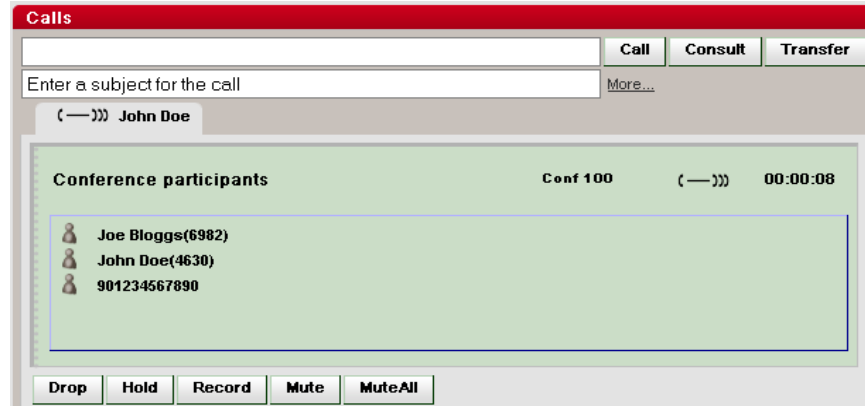 Calls
Call Consult Transfer
Enter a subject for the call More...
John Doe
Conference participants Conf 100 00:00:08
Joe Bloggs(6982)
John Doe(4630)
901234567890
Drop Hold Record Mute MuteAll